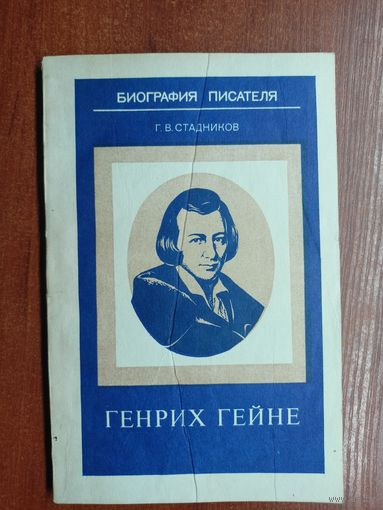 БИОГРАФИЯ ПИСАТЕЛЯ
Г. В. СТАДНИКОВ
ГЕНРИХ ГЕЙНЕ